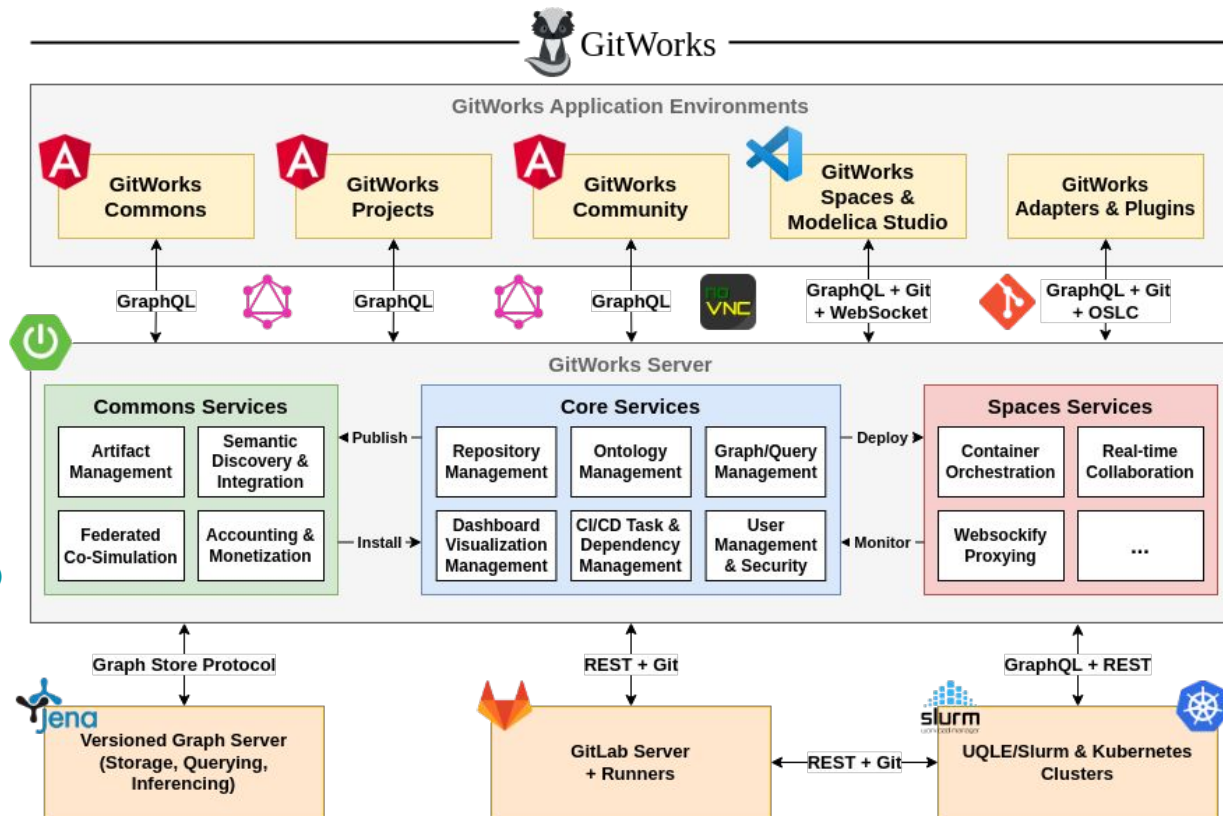 GitWorks
GitWorks Application Environments
GitWorks
Commons
GitWorks
Projects
GitWorks
Community
GitWorks
Spaces &
Modelica Studio
GitWorks
Adapters & Plugins
GraphQL
GraphQL
GraphQL
no
VNC
GraphQL + Git
+ WebSocket
GraphQL + Git
+ OSLC
GitWorks Server
Commons Services
Artifact
Management
Semantic
Discovery &
Integration
Federated
Co-Simulation
Accounting &
Monetization
Publish
Install
Core Services
Repository
Management
Ontology
Management
Graph/Query
Management
Dashboard
Visualization
Management
CI/CD Task &
Dependency
Management
User
Management
& Security
Deploy
Monitor
Spaces Services
Container
Orchestration
Real-time
Collaboration
Websockify
Proxying
...
Graph Store Protocol
REST + Git
GraphQL + REST
jena
Versioned Graph Server
(Storage, Querying,
Inferencing)
GitLab Server
+ Runners
REST + Git
slurm
workload manager
UQLE/Slurm & Kubernetes
Clusters